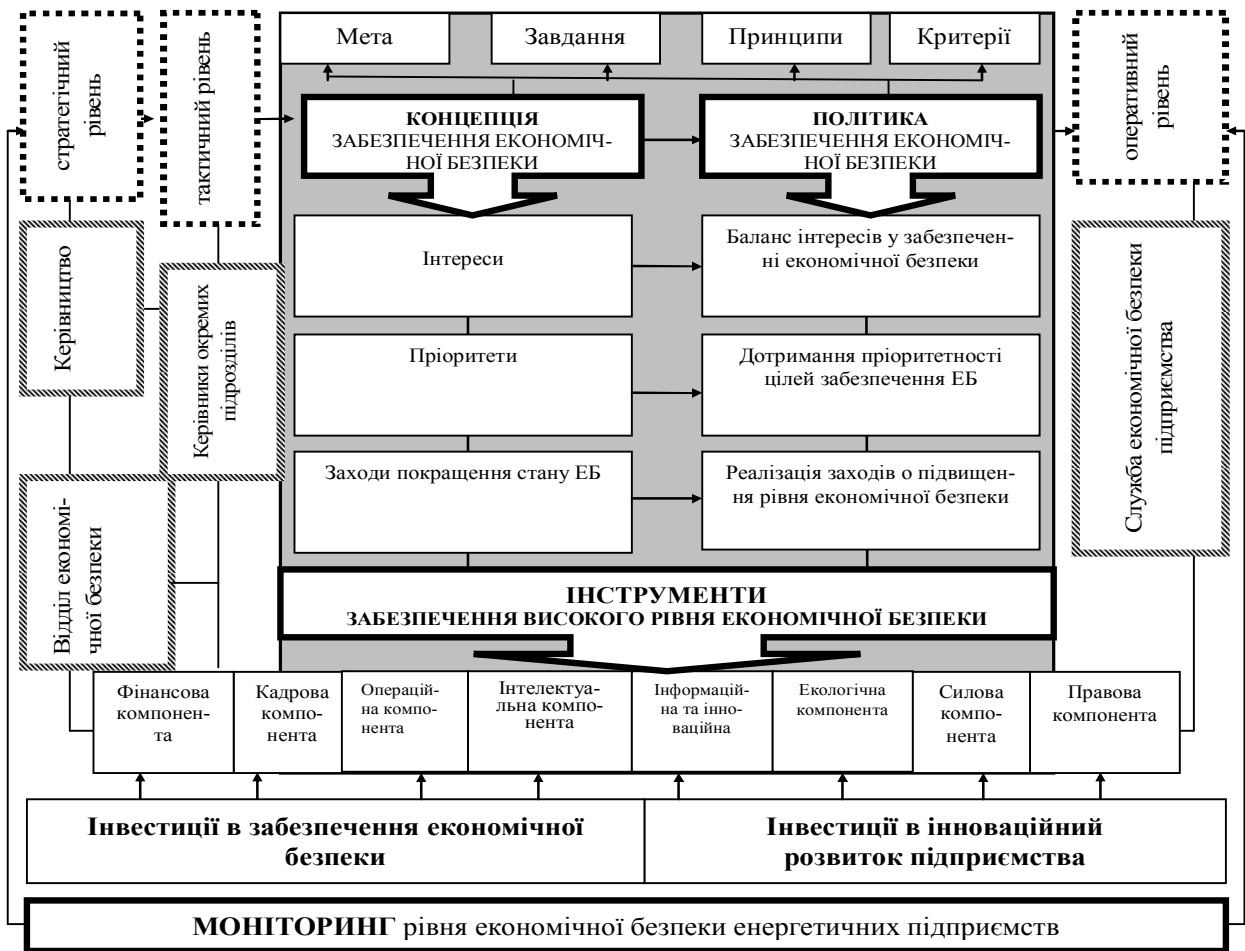 Мета
Завдання
Принципи
Критерії
стратегічний
рівень
тактичний рівень
КОНЦЕПЦІЯ
ЗАБЕЗПЕЧЕННЯ ЕКОНОМІЧ-
НОЇ БЕЗПЕКИ
ПОЛІТИКА
ЗАБЕЗПЕЧЕННЯ ЕКОНОМІЧ-
НОЇ БЕЗПЕКИ
оперативний
рівень
Керівництво
Керівники окремих
підрозділів
Відділ економі-
чної безпеки
Інтереси
Баланс інтересів у забезпечен-
ні економічної безпеки
Пріоритети
Дотримання пріоритетності
цілей забезпечення ЕБ
Заходи покращення стану ЕБ
Реалізація заходів о підвищен-
ня рівня економічної безпеки
Служба економічної безпеки
підприємства
ІНСТРУМЕНТИ
ЗАБЕЗПЕЧЕННЯ ВИСОКОГО РІВНЯ ЕКОНОМІЧНОЇ БЕЗПЕКИ
Фінансова
компонен-
та
Кадрова
компо-
нента
Операцій-
на компо-
нента
Інтелектуа-
льна компо-
нента
Інформацій-
на та інно-
ваційна
Екологічна
компонента
Силова
компо-
нента
Правова
компонента
Інвестиції в забезпечення економічної
безпеки
Інвестиції в інноваційний
розвиток підприємства
МОНІТОРИНГ рівня економічної безпеки енергетичних підприємств